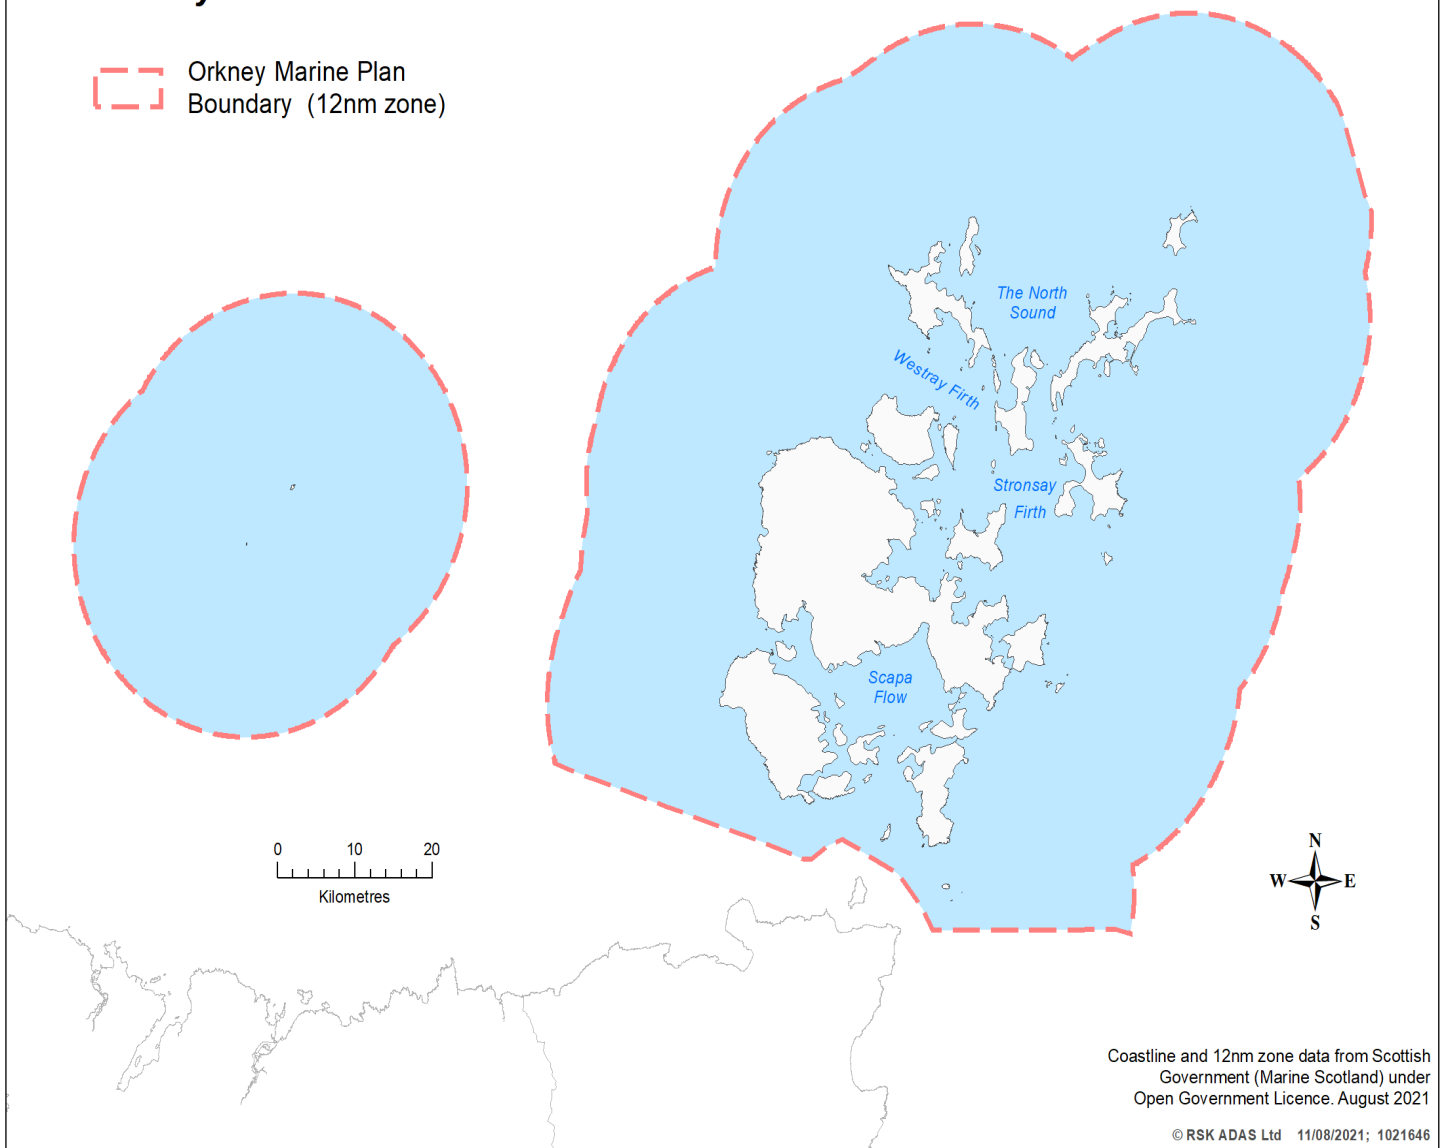 Orkney Marine Plan
Boundary (12nm zone)
The North
Sound
Westray Firth
Stronsay
Firth
Scapa
Flow
0 10 20
Kilometres
N
W E
S
Coastline and 12nm zone data from Scottish
Government (Marine Scotland) under
Open Government Licence. August 2021
© RSK ADAS Ltd 11/08/2021; 1021646